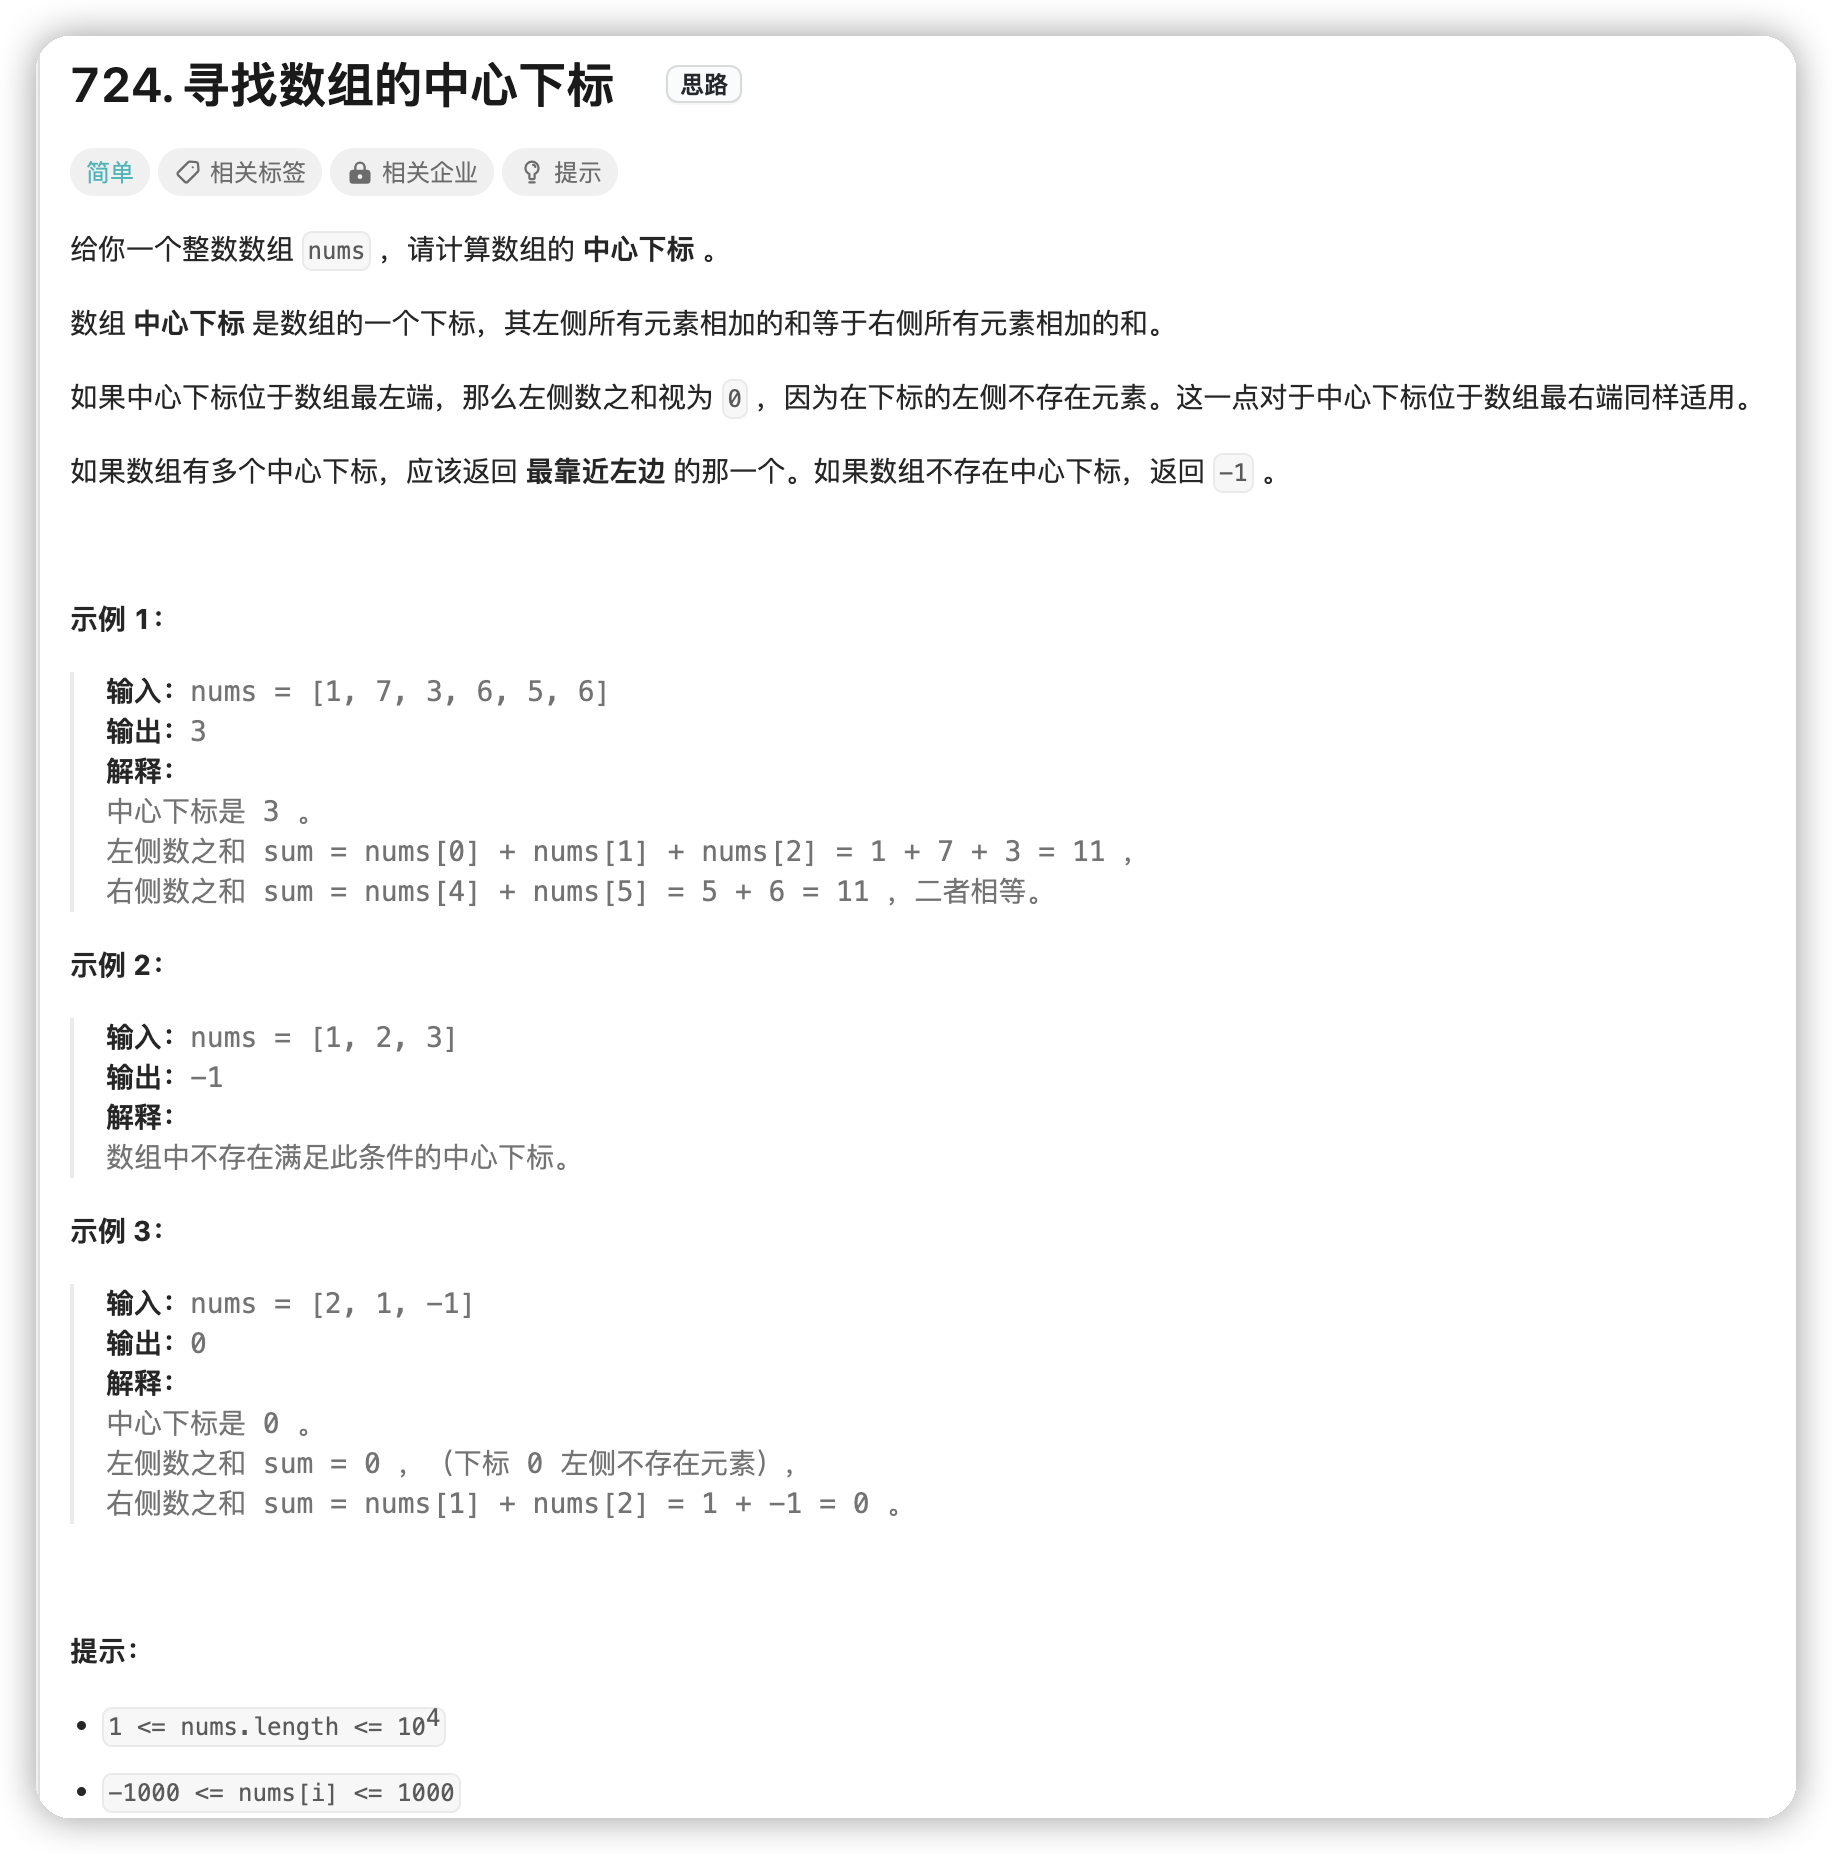 724. 寻找数组的中心下标 思路
简单 相关标签 相关企业 提示
给你一个整数数组 nums ，请计算数组的 中心下标 。
数组 中心下标 是数组的一个下标，其左侧所有元素相加的和等于右侧所有元素相加的和。
如果中心下标位于数组最左端，那么左侧数之和视为 0 ，因为在下标的左侧不存在元素。这一点对于中心下标位于数组最右端同样适用。
如果数组有多个中心下标，应该返回 最靠近左边 的那一个。如果数组不存在中心下标，返回 -1 。
示例 1：
输入：nums = [1, 7, 3, 6, 5, 6]
输出：3
解释：
中心下标是 3 。
左侧数之和 sum = nums[0] + nums[1] + nums[2] = 1 + 7 + 3 = 11 ，
右侧数之和 sum = nums[4] + nums[5] = 5 + 6 = 11 ，二者相等。
示例 2：
输入：nums = [1, 2, 3]
输出：-1
解释：
数组中不存在满足此条件的中心下标。
示例 3：
输入：nums = [2, 1, -1]
输出：0
解释：
中心下标是 0 。
左侧数之和 sum = 0 ，（下标 0 左侧不存在元素），
右侧数之和 sum = nums[1] + nums[2] = 1 + -1 = 0 。
提示：
• 1 <= nums.length <= 10⁴
• -1000 <= nums[i] <= 1000